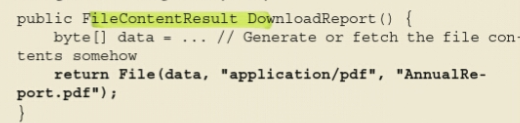 public FileContentResult DownloadReport() {
    byte[] data = ... // Generate or fetch the file con-
tents somehow
    return File(data, "application/pdf", "AnnualRe-
port.pdf");
}